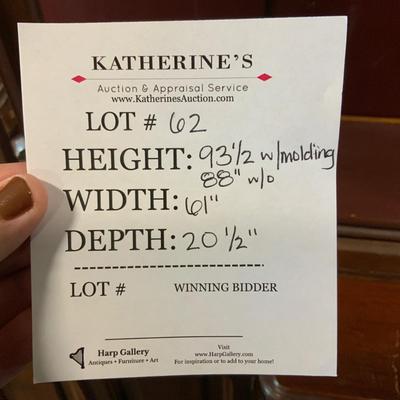 KATHERINE'S
Auction & Appraisal Service
www.KatherinesAuction.com
LOT # 62
HEIGHT: 93 1/2 w/molding
88" w/o
WIDTH: 61"
DEPTH: 20 1/2"
LOT # WINNING BIDDER
Harp Gallery
Antiques • Furniture • Art
Visit
www.HarpGallery.com
For inspiration or to add to your home!